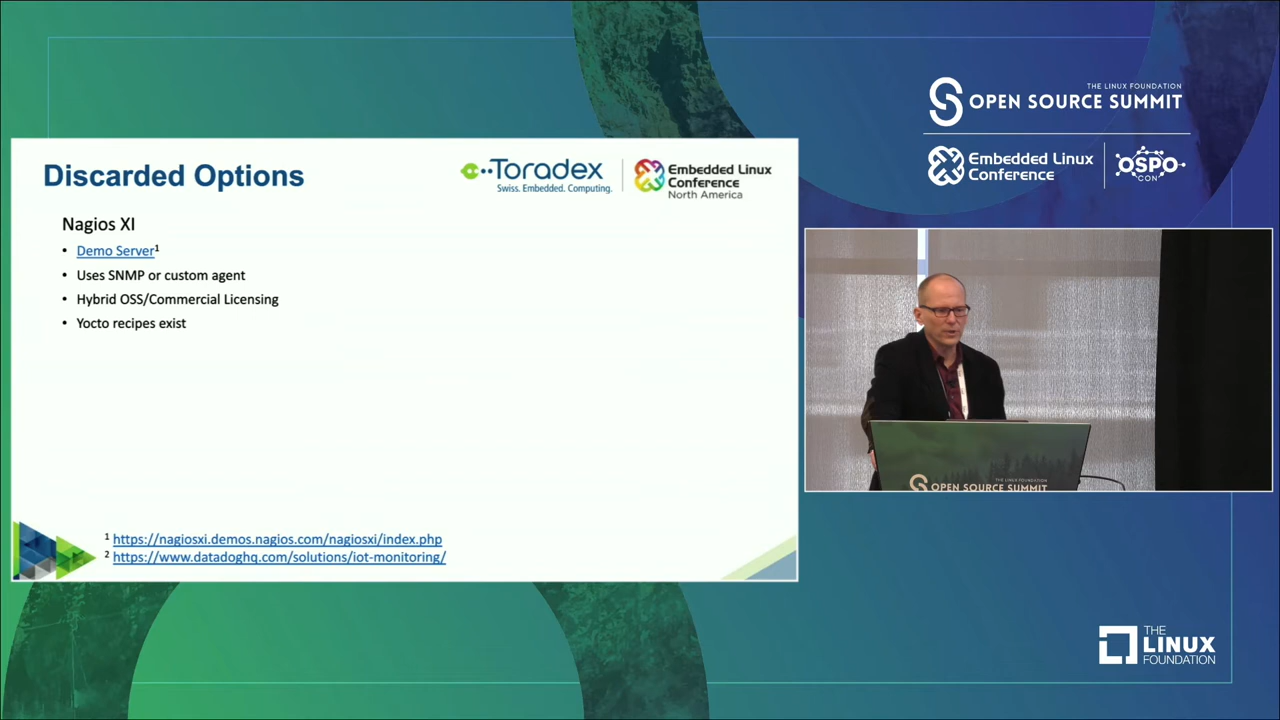 THE LINUX FOUNDATION
OPEN SOURCE SUMMIT
Embedded Linux
Conference
OSPO
CON
Discarded Options
Toradex
Swiss. Embedded. Computing.
Embedded Linux
Conference
North America
Nagios XI
• Demo Server¹
• Uses SNMP or custom agent
• Hybrid OSS/Commercial Licensing
• Yocto recipes exist
¹ https://nagiosxi.demos.nagios.com/nagiosxi/index.php
² https://www.datadoghq.com/solutions/iot-monitoring/
THE LINUX FOUNDATION
OPEN SOURCE SUMMIT
THE
LINUX
FOUNDATION